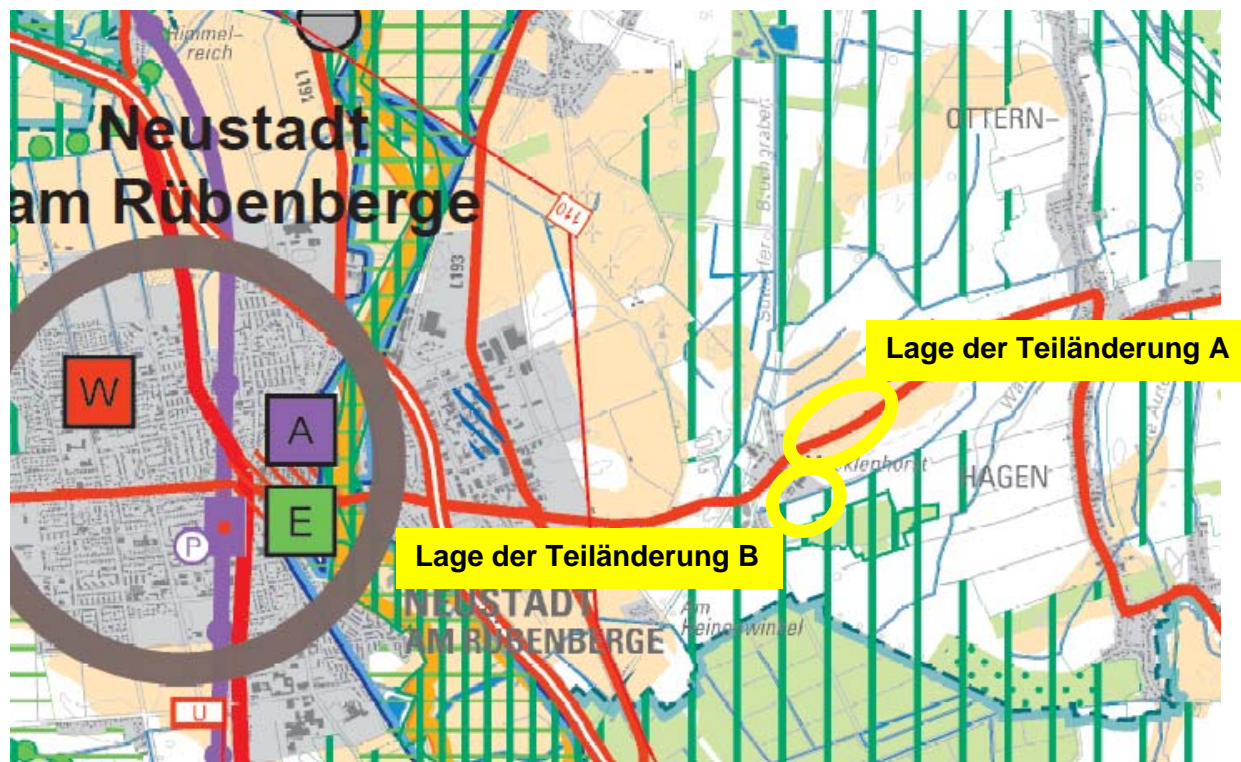 Himmel-
reich
L191
Neustadt
am Rübenberge
110
OTTERN-
L193
Lage der Teiländerung A
W
A
Mecklenhorst
HAGEN
E
P
Lage der Teiländerung B
NEUSTADT
AM RÜBENBERGE
Am
U